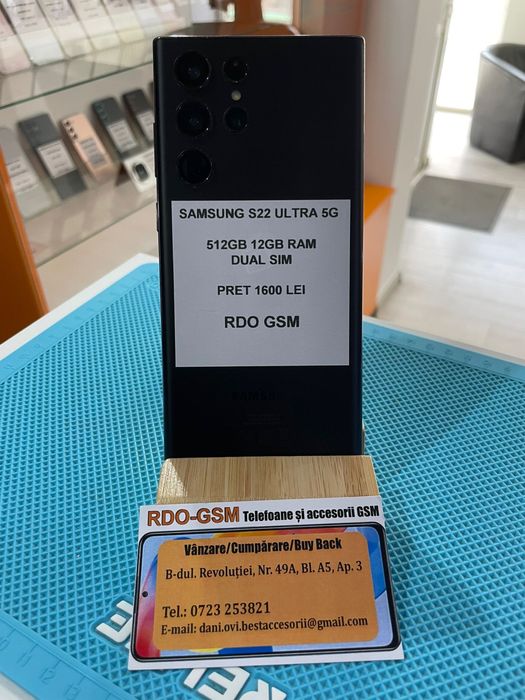 SAMSUNG S22 ULTRA 5G
512GB 12GB RAM
DUAL SIM
PRET 1600 LEI
RDO GSM
SAMSUNG
RDO-GSM Telefoane și accesorii GSM
Vânzare/Cumpărare/Buy Back
B-dul. Revoluției, Nr. 49A, Bl. A5, Ap. 3
Tel.: 0723 253821
E-mail: dani.ovi.bestaccesorii@gmail.com